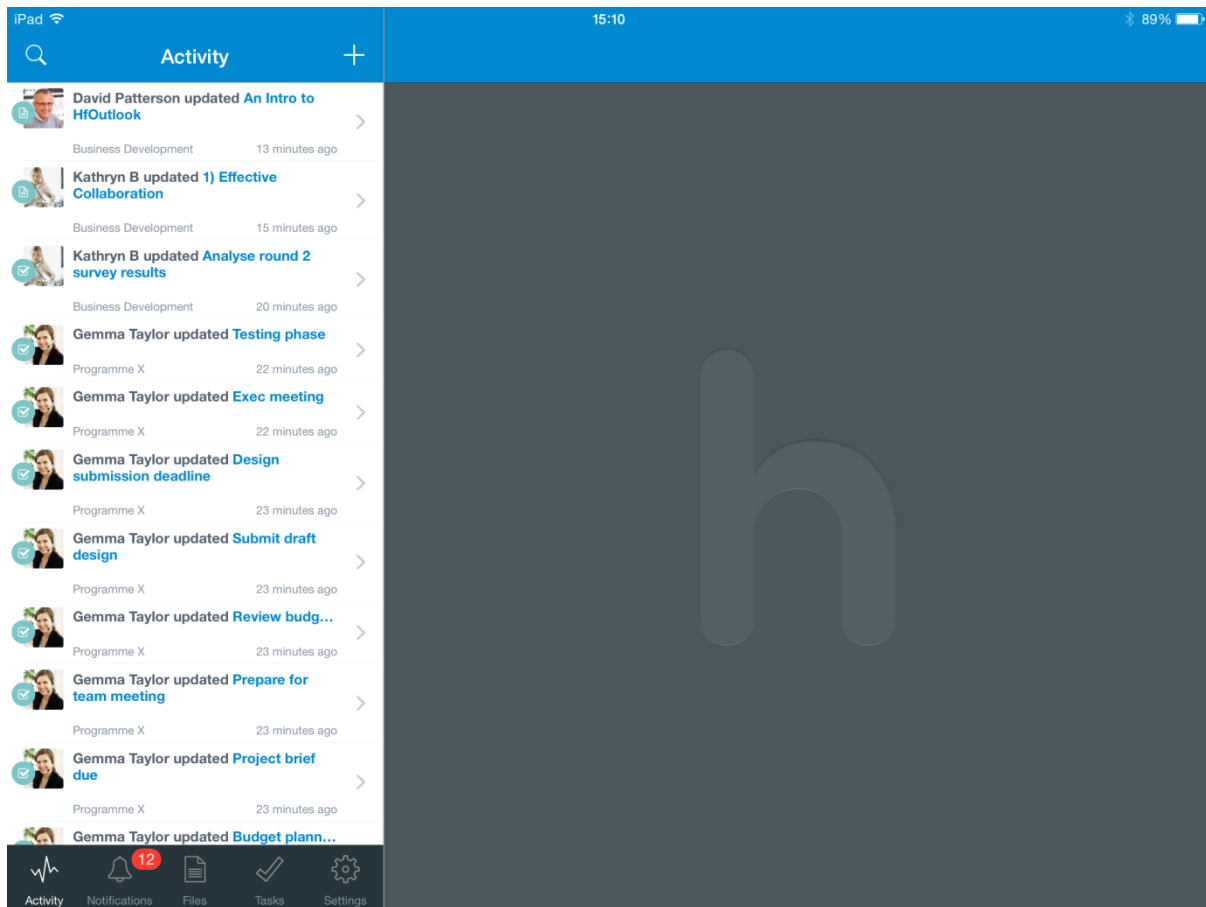 iPad 15:10 89%
Activity
David Patterson updated An Intro to
HfOutlook
Business Development 13 minutes ago
Kathryn B updated 1) Effective
Collaboration
Business Development 15 minutes ago
Kathryn B updated Analyse round 2
survey results
Business Development 20 minutes ago
Gemma Taylor updated Testing phase
Programme X 22 minutes ago
Gemma Taylor updated Exec meeting
Programme X 22 minutes ago
Gemma Taylor updated Design
submission deadline
Programme X 23 minutes ago
Gemma Taylor updated Submit draft
design
Programme X 23 minutes ago
Gemma Taylor updated Review budg...
Programme X 23 minutes ago
Gemma Taylor updated Prepare for
team meeting
Programme X 23 minutes ago
Gemma Taylor updated Project brief
due
Programme X 23 minutes ago
Gemma Taylor updated Budget plann...
12
Activity Notifications Files Tasks Settings
h